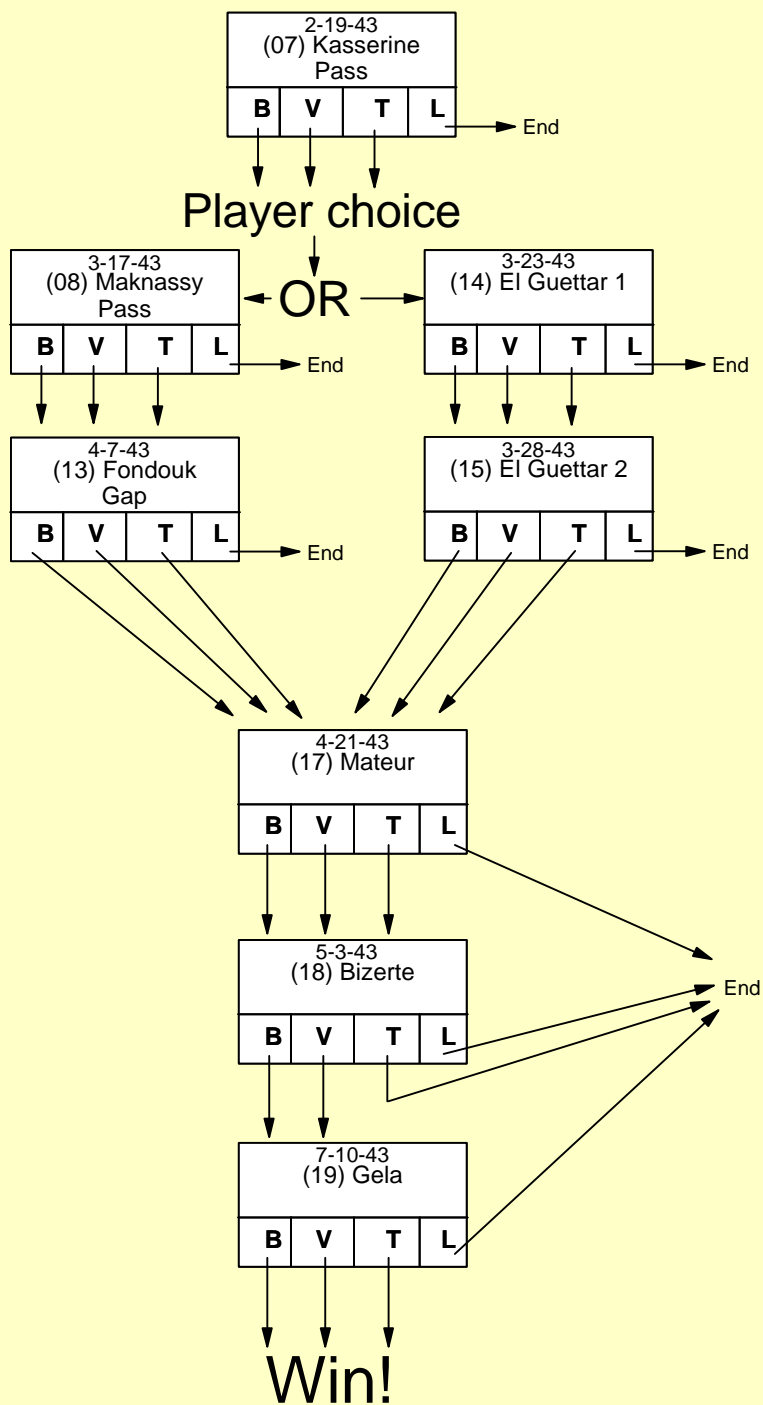 2-19-43
(07) Kasserine
Pass
B V T L
End
Player choice
OR
3-17-43
(08) Maknassy
Pass
B V T L
End
3-23-43
(14) El Guettar 1
B V T L
End
4-7-43
(13) Fondouk
Gap
B V T L
End
3-28-43
(15) El Guettar 2
B V T L
End
4-21-43
(17) Mateur
B V T L
5-3-43
(18) Bizerte
B V T L
End
7-10-43
(19) Gela
B V T L
Win!